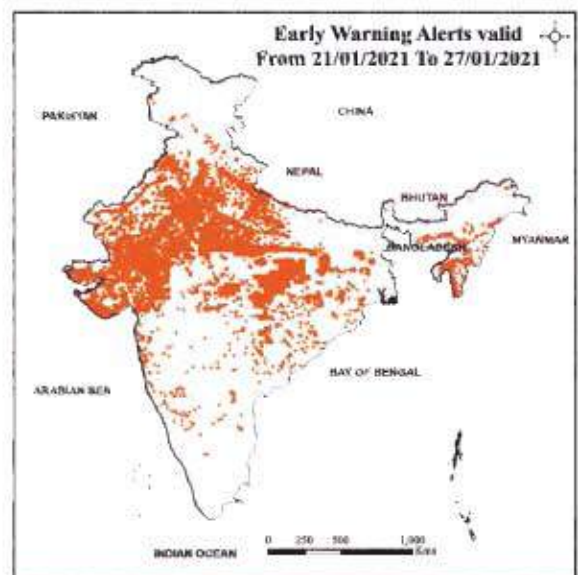 Early Warning Alerts valid
From 21/01/2021 To 27/01/2021
PAKISTAN
CHINA
NEPAL
BHUTAN
BANGLADESH
MYANMAR
ARABIAN SEA
BAY OF BENGAL
0 250 500 1,000
Kms
INDIAN OCEAN